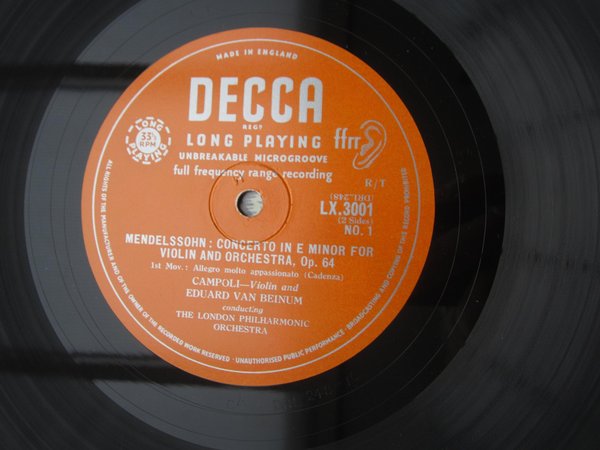 MADE IN ENGLAND
DECCA
REGD
LONG PLAYING
ffrr
UNBREAKABLE MICROGROOVE
full frequency range recording
LONG PLAYING
33⅓ RPM
R/T
(DRL.248)
LX.3001
(2 Sides)
NO. 1
MENDELSSOHN: CONCERTO IN E MINOR FOR
VIOLIN AND ORCHESTRA, Op. 64
1st Mov.: Allegro molto appassionato (Cadenza)
CAMPOLI—Violin and
EDUARD VAN BEINUM
conducting
THE LONDON PHILHARMONIC
ORCHESTRA
ALL RIGHTS OF THE MANUFACTURER AND OF THE OWNER OF THE RECORDED WORK RESERVED · UNAUTHORISED PUBLIC PERFORMANCE · BROADCASTING AND COPYING OF THIS RECORD PROHIBITED